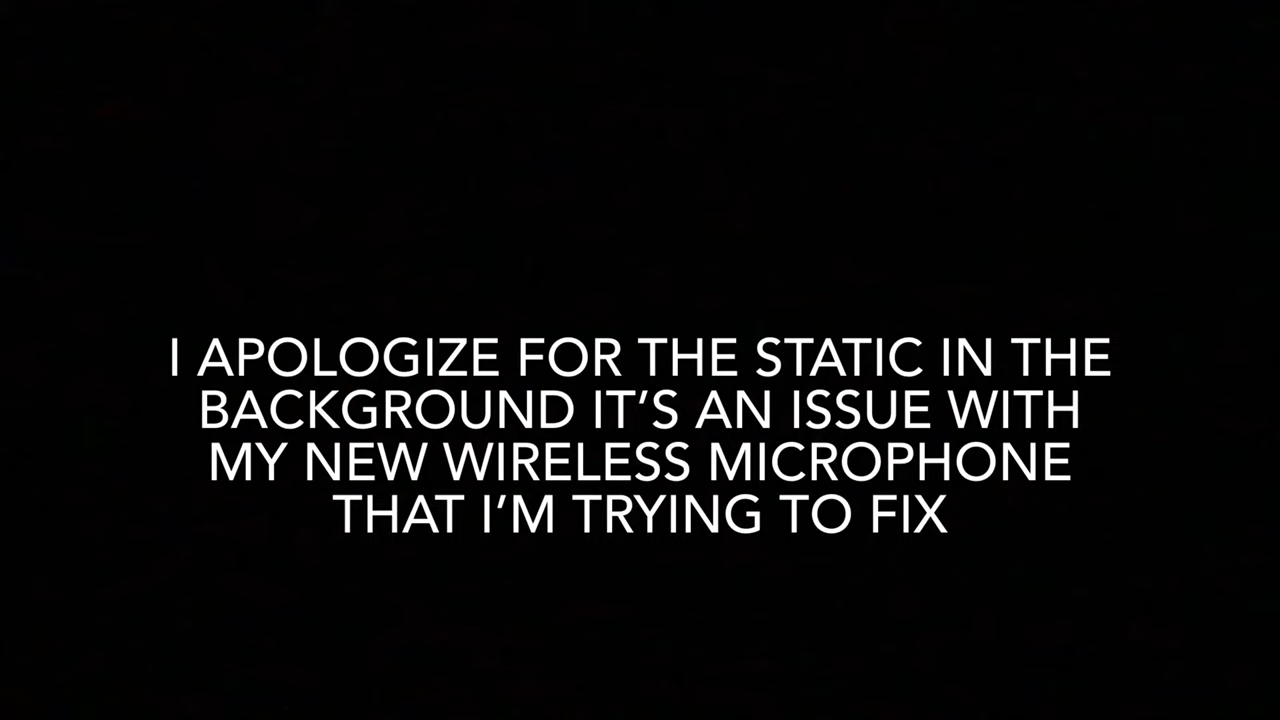 I APOLOGIZE FOR THE STATIC IN THE
BACKGROUND IT’S AN ISSUE WITH
MY NEW WIRELESS MICROPHONE
THAT I’M TRYING TO FIX